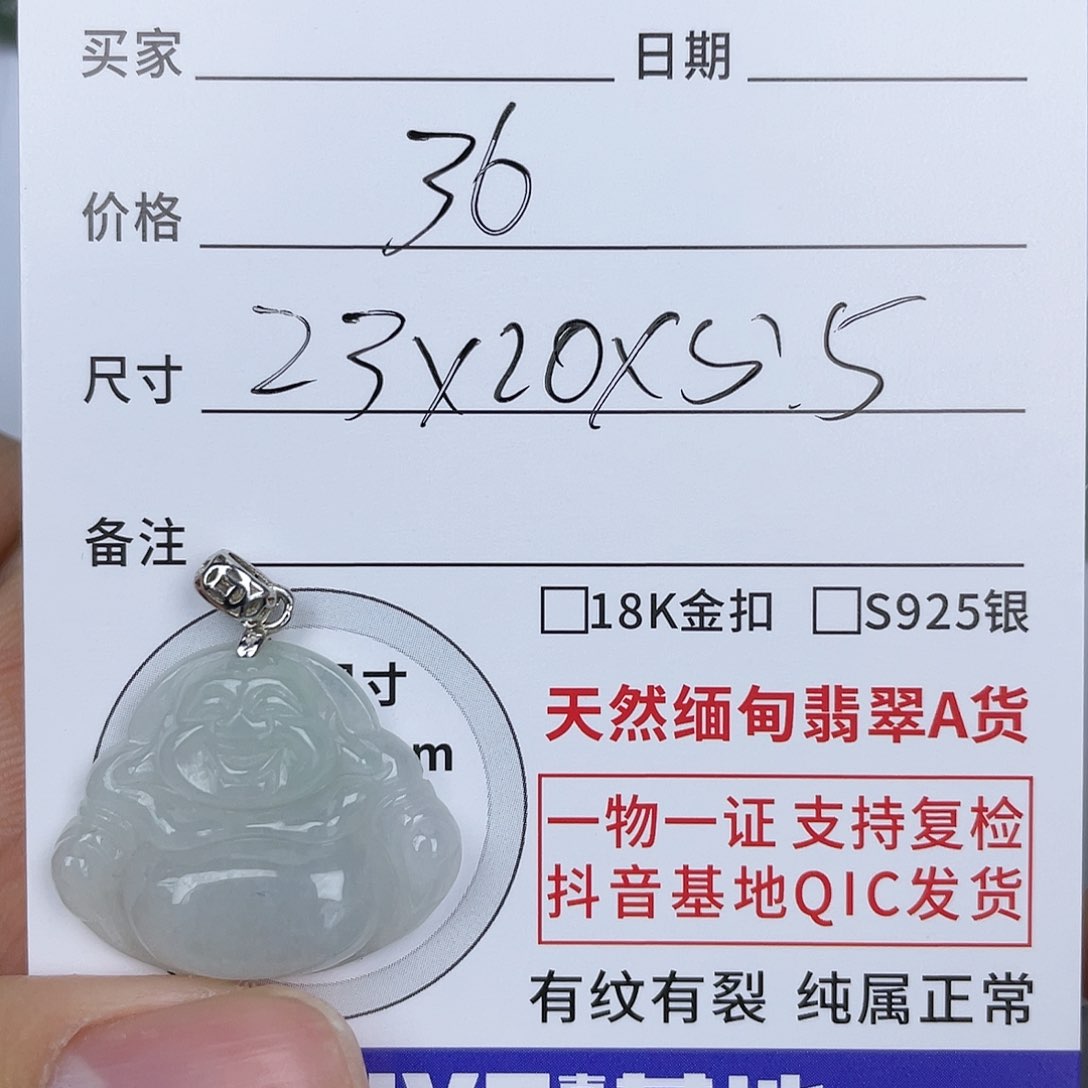 买家 日期
价格 36
尺寸 23x20x5.5
备注
□18K金扣 □S925银
寸
m
天然缅甸翡翠A货
一物一证 支持复检
抖音基地QIC发货
有纹有裂 纯属正常